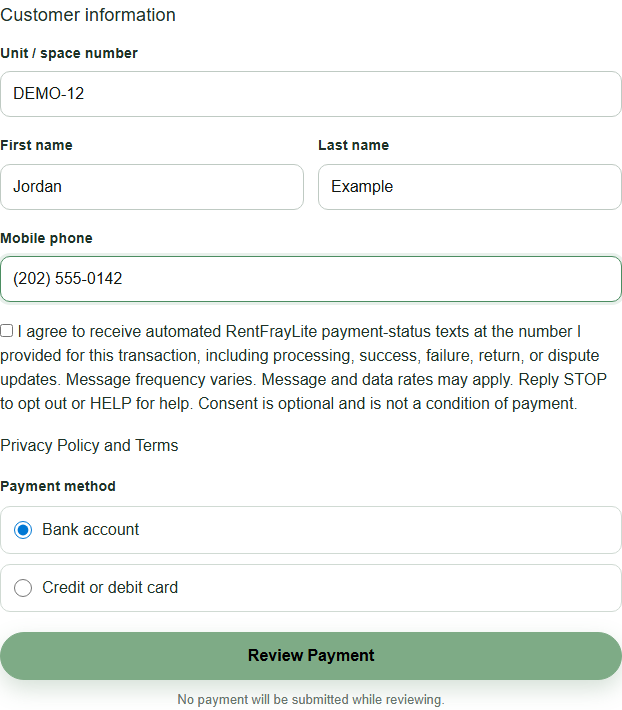 Customer information
Unit / space number
DEMO-12
First name
Last name
Jordan
Example
Mobile phone
(202) 555-0142
I agree to receive automated RentFrayLite payment-status texts at the number I
provided for this transaction, including processing, success, failure, return, or dispute
updates. Message frequency varies. Message and data rates may apply. Reply STOP
to opt out or HELP for help. Consent is optional and is not a condition of payment.
Privacy Policy and Terms
Payment method
Bank account
Credit or debit card
Review Payment
No payment will be submitted while reviewing.